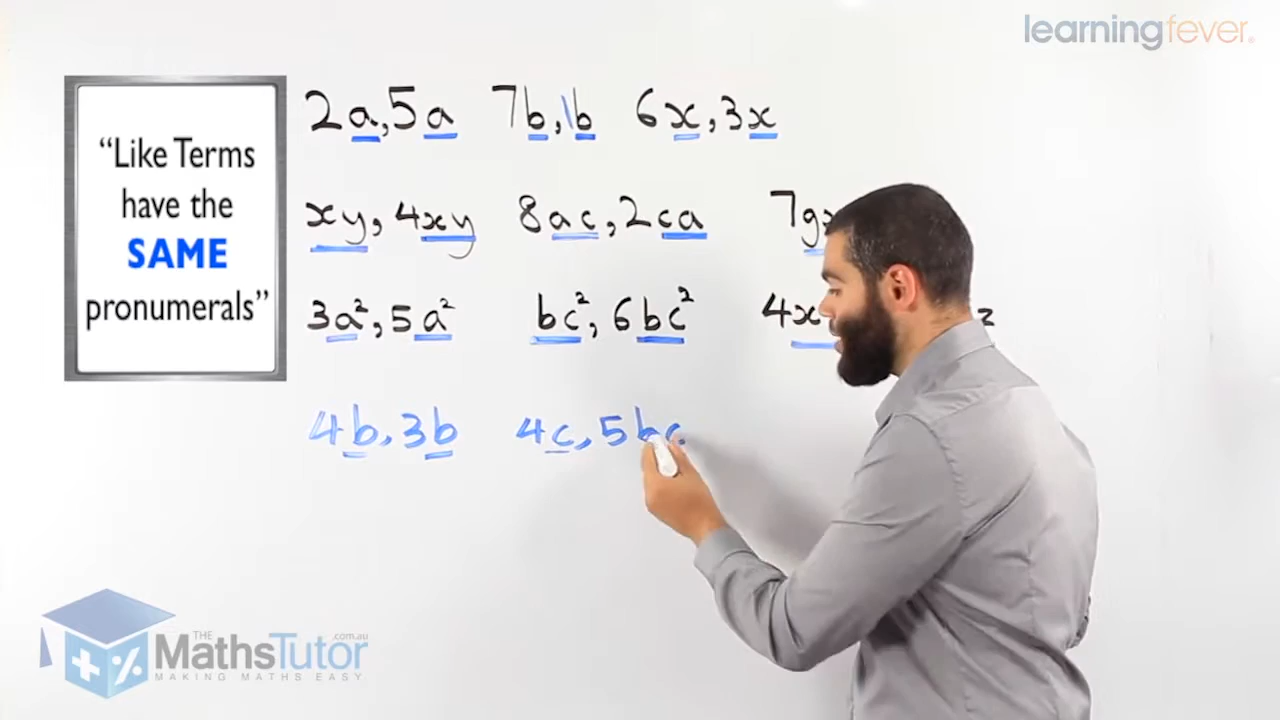 learningfever.
"Like Terms
have the
SAME
pronumerals"
2a, 5a 7b, 1b 6x, 3x
xy, 4xy 8ac, 2ca
3a², 5a² bc², 6bc²
4b, 3b 4c, 5bc
THE MathsTutor .com.au
MAKING MATHS EASY